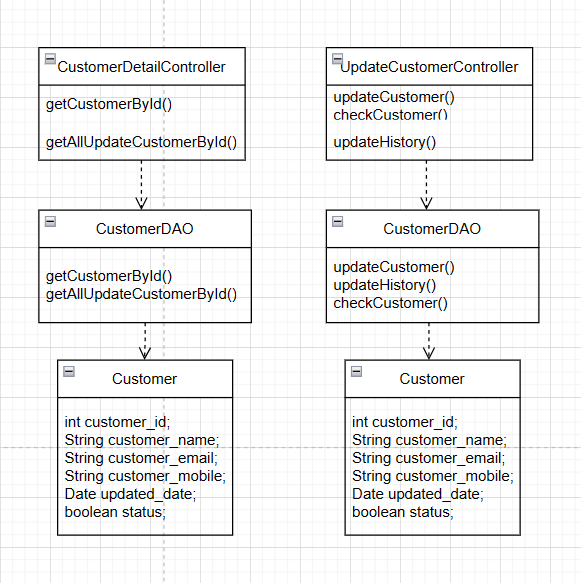 CustomerDetailController
getCustomerById()
getAllUpdateCustomerById()
UpdateCustomerController
updateCustomer()
checkCustomer()
updateHistory()
CustomerDAO
getCustomerById()
getAllUpdateCustomerById()
CustomerDAO
updateCustomer()
updateHistory()
checkCustomer()
Customer
int customer_id;
String customer_name;
String customer_email;
String customer_mobile;
Date updated_date;
boolean status;
Customer
int customer_id;
String customer_name;
String customer_email;
String customer_mobile;
Date updated_date;
boolean status;